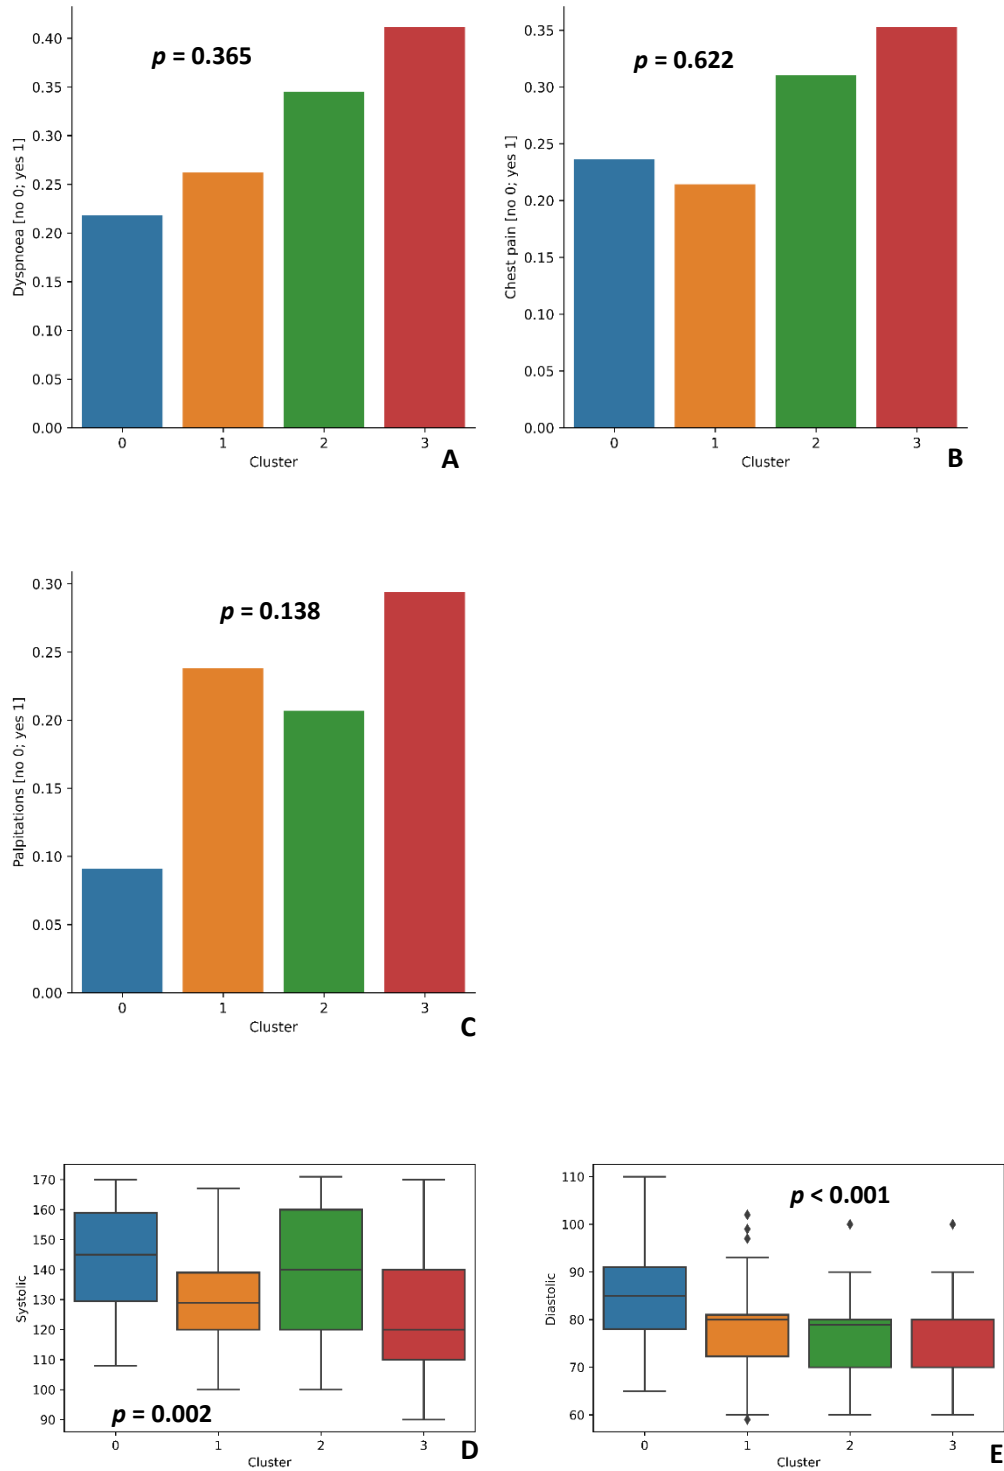 Dyspnoea [no 0; yes 1]
0.40
0.35
0.30
0.25
0.20
0.15
0.10
0.05
0.00
p = 0.365
0
1
2
3
Cluster
A
Chest pain [no 0; yes 1]
0.35
0.30
0.25
0.20
0.15
0.10
0.05
0.00
p = 0.622
0
1
2
3
Cluster
B
Palpitations [no 0; yes 1]
0.30
0.25
0.20
0.15
0.10
0.05
0.00
p = 0.138
0
1
2
3
Cluster
C
Systolic
170
160
150
140
130
120
110
100
90
p = 0.002
0
1
2
3
Cluster
D
Diastolic
110
100
90
80
70
60
p < 0.001
0
1
2
3
Cluster
E